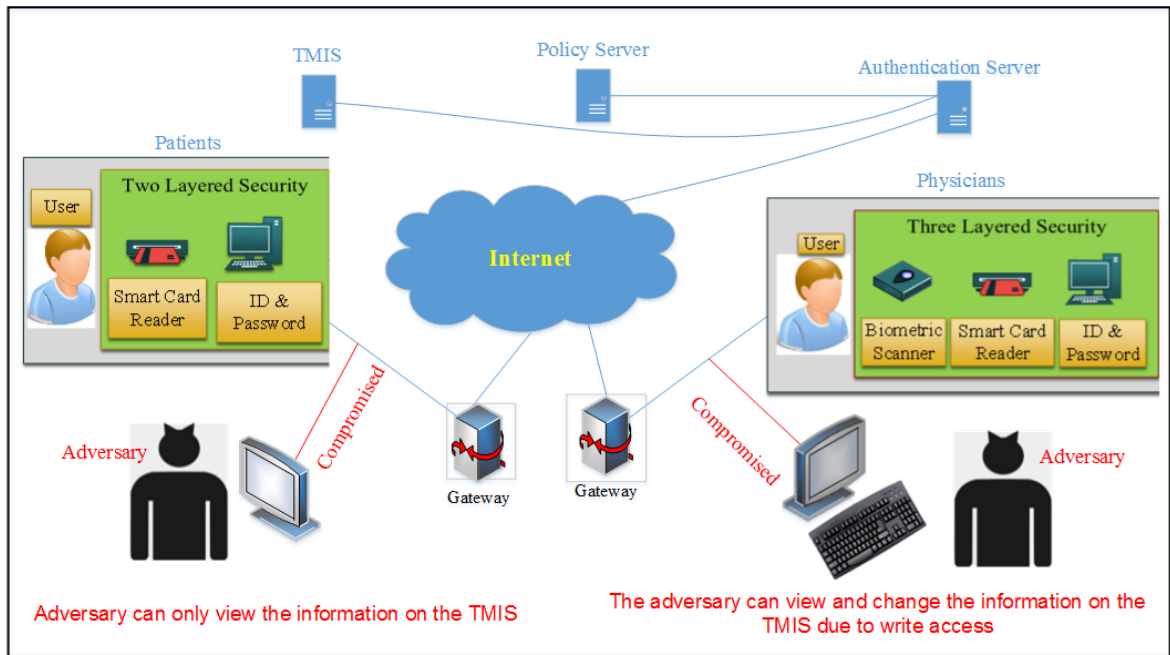 TMIS
Policy Server
Authentication Server
Patients
Two Layered Security
User
Smart Card
Reader
ID &
Password
Internet
Physicians
Three Layered Security
User
Biometric
Scanner
Smart Card
Reader
ID &
Password
Compromised
Compromised
Adversary
Adversary
Gateway
Gateway
Adversary can only view the information on the TMIS
The adversary can view and change the information on the
TMIS due to write access